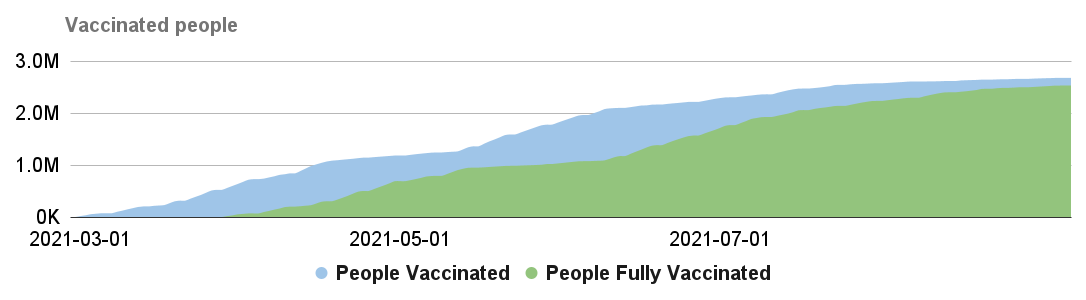 Vaccinated people
3.0M
2.0M
1.0M
0K
2021-03-01 2021-05-01 2021-07-01
People Vaccinated People Fully Vaccinated